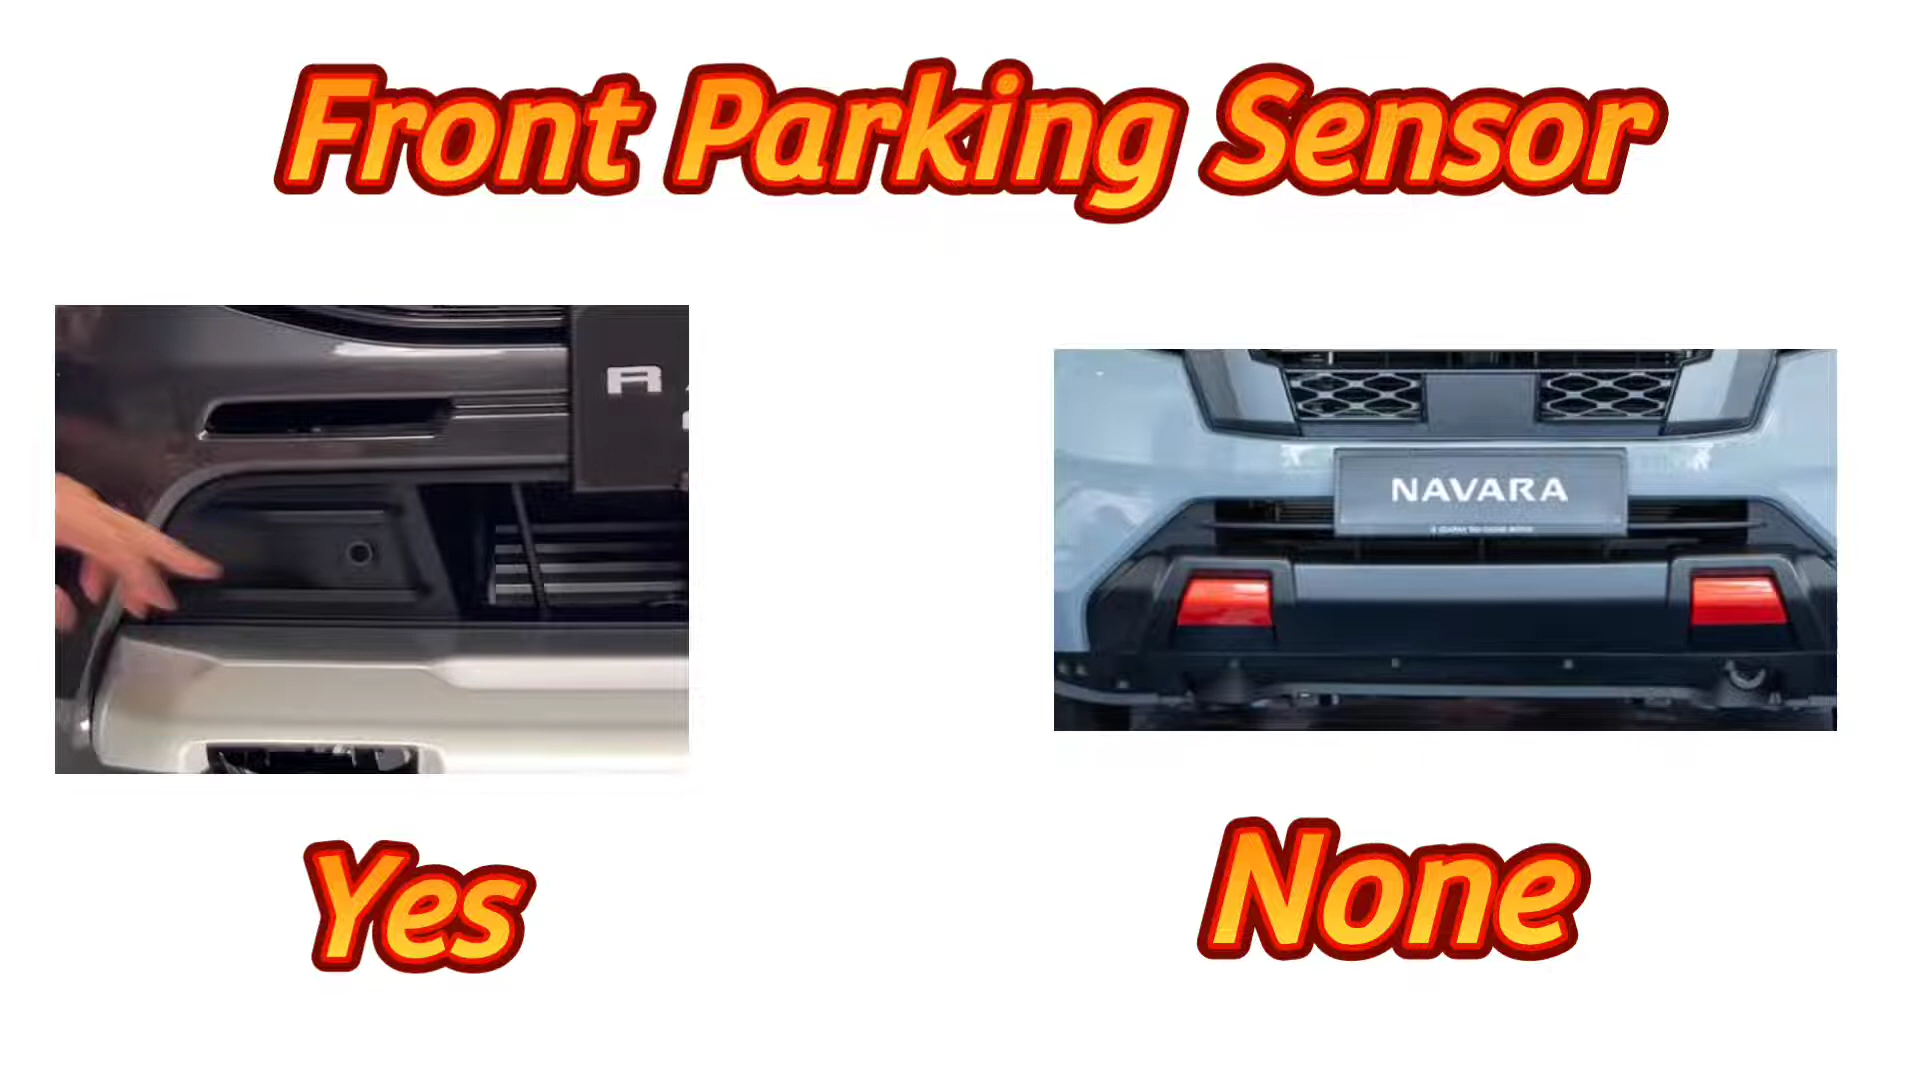 Front Parking Sensor
R
NAVARA
Yes
None